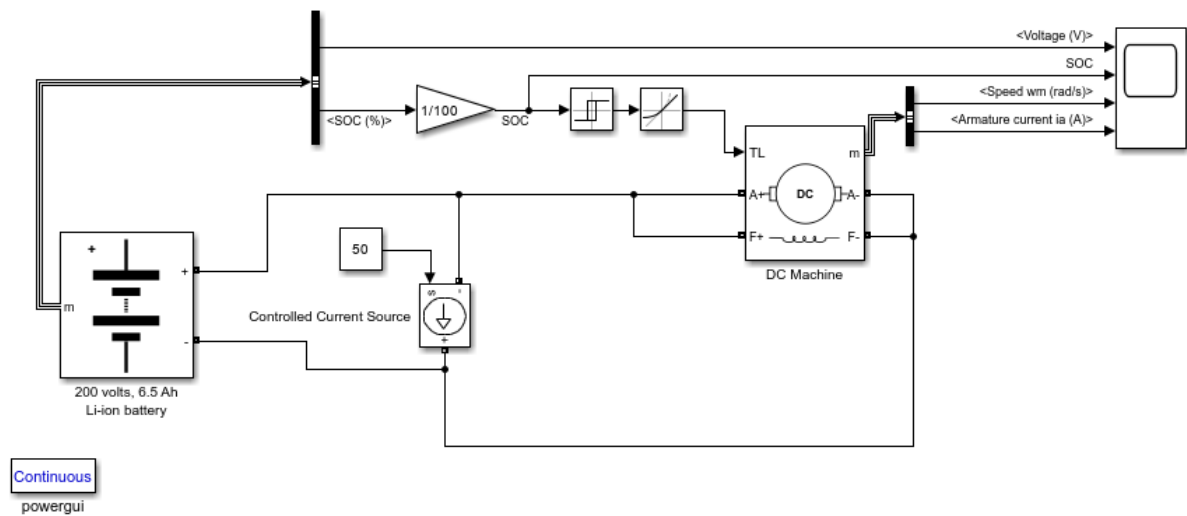 <Voltage (V)>
SOC
<Speed wm (rad/s)>
<SOC (%)>
1/100
SOC
<Armature current ia (A)>
TL
m
A+
DC
A-
F+
F-
DC Machine
50
s
-
Controlled Current Source
+
+
+
m
-
200 volts, 6.5 Ah
Li-ion battery
Continuous
powergui